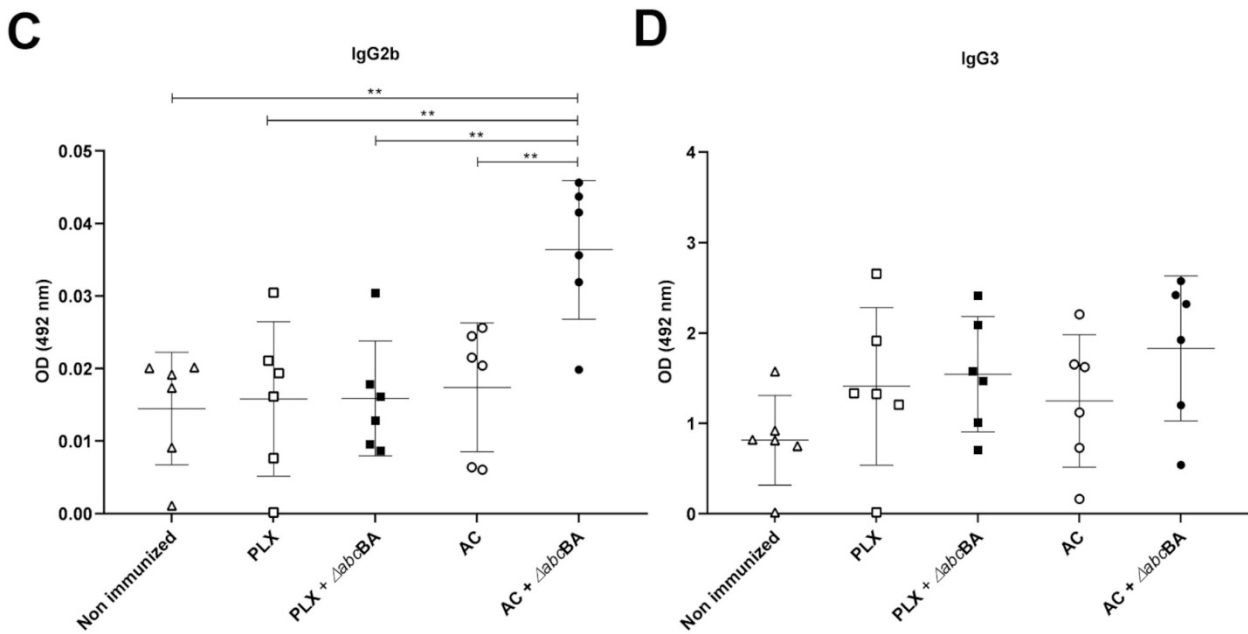 C
IgG2b
**
**
**
**
0.05
0.04
0.03
0.02
0.01
0.00
OD (492 nm)
Non immunized
PLX
PLX + ΔabcBA
AC
AC + ΔabcBA
D
IgG3
4
3
2
1
0
OD (492 nm)
Non immunized
PLX
PLX + ΔabcBA
AC
AC + ΔabcBA